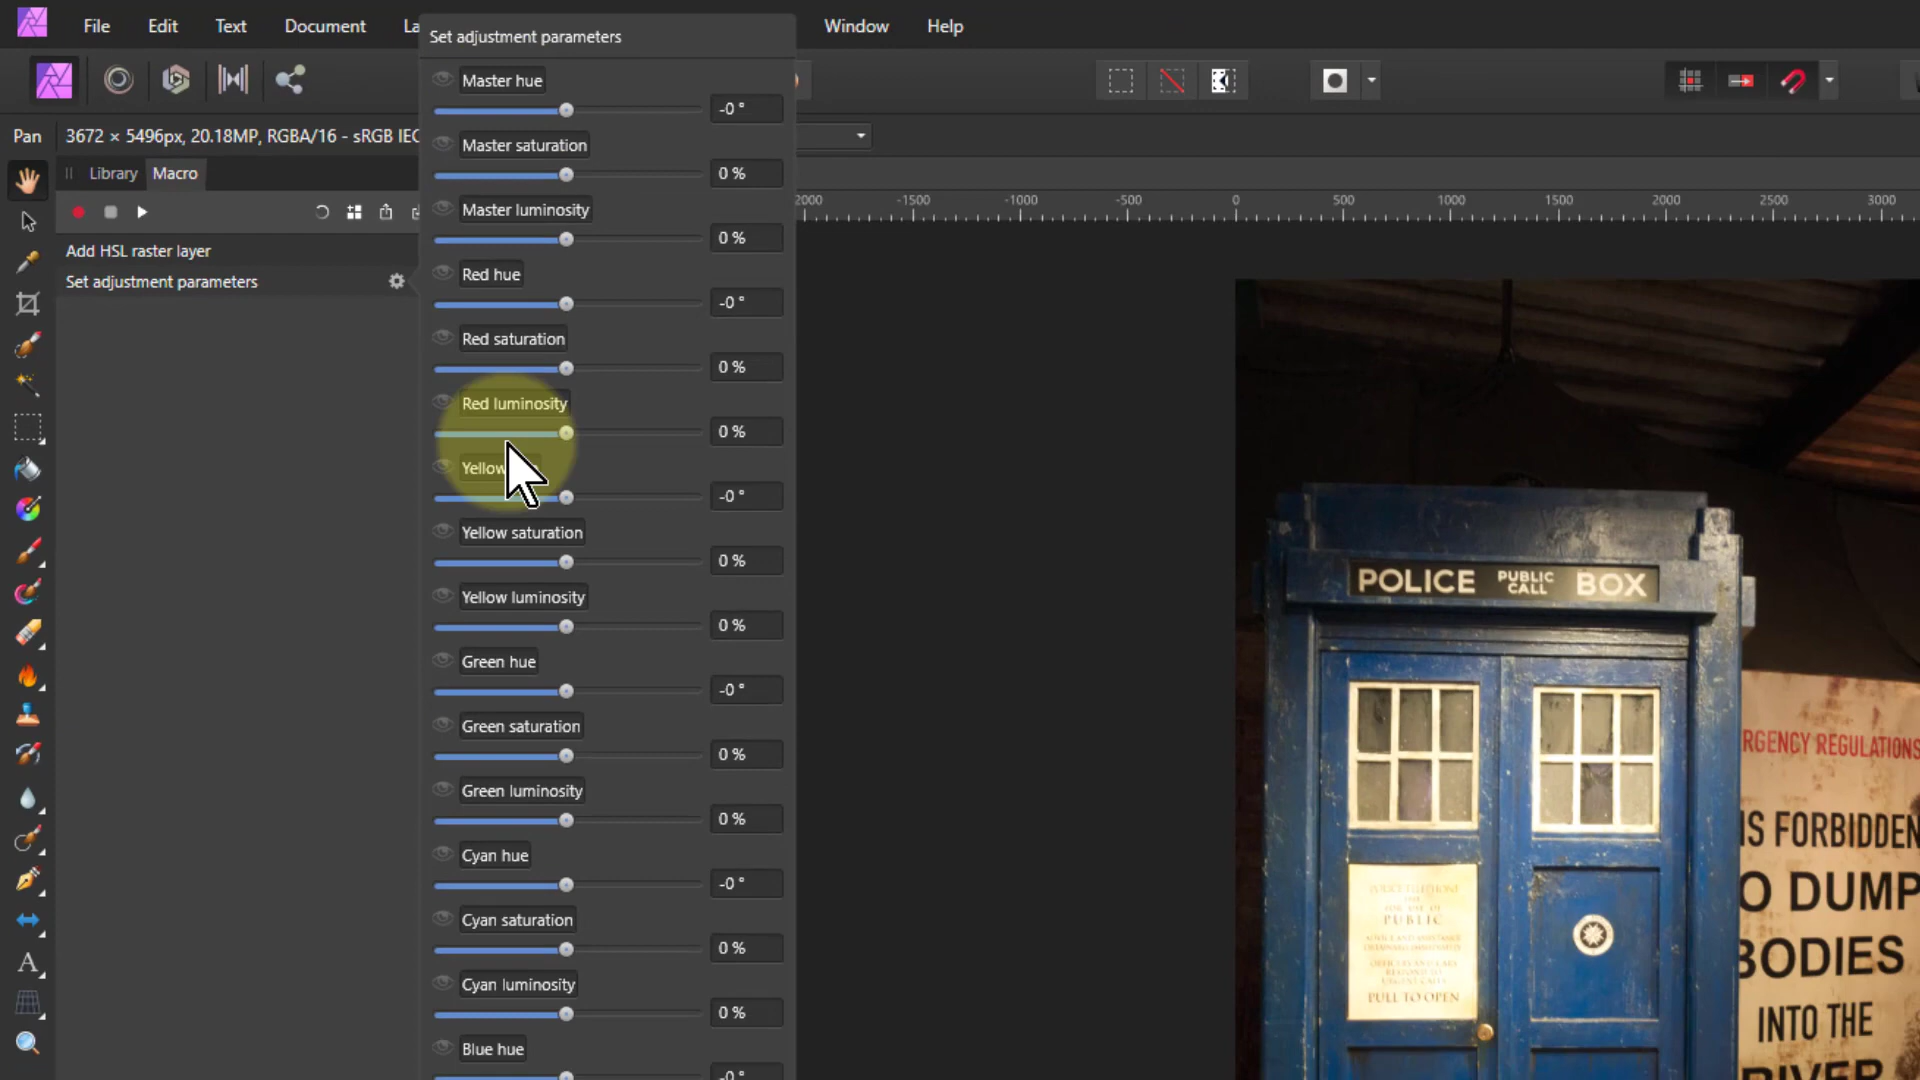 File Edit Text Document La Window Help
Set adjustment parameters
Pan 3672 × 5496px, 20.18MP, RGBA/16 - sRGB IEC
Library Macro
Add HSL raster layer
Set adjustment parameters
Master hue
-0 °
Master saturation
0 %
Master luminosity
0 %
Red hue
-0 °
Red saturation
0 %
Red luminosity
0 %
Yellow
-0 °
Yellow saturation
0 %
Yellow luminosity
0 %
Green hue
-0 °
Green saturation
0 %
Green luminosity
0 %
Cyan hue
-0 °
Cyan saturation
0 %
Cyan luminosity
0 %
Blue hue
-0 °
2000 -1500 -1000 -500 0 500 1000 1500 2000 2500 3000
POLICE PUBLIC CALL BOX
RGENCY REGULATIONS
IS FORBIDDEN
O DUMP
BODIES
INTO THE
RIVER
PUBLIC
PULL TO OPEN